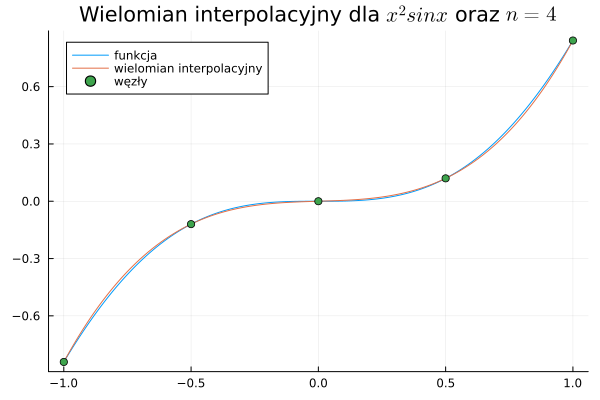 Wielomian interpolacyjny dla x²sinx oraz n = 4
funkcja
wielomian interpolacyjny
węzły
0.6
0.3
0.0
−0.3
−0.6
−1.0 −0.5 0.0 0.5 1.0